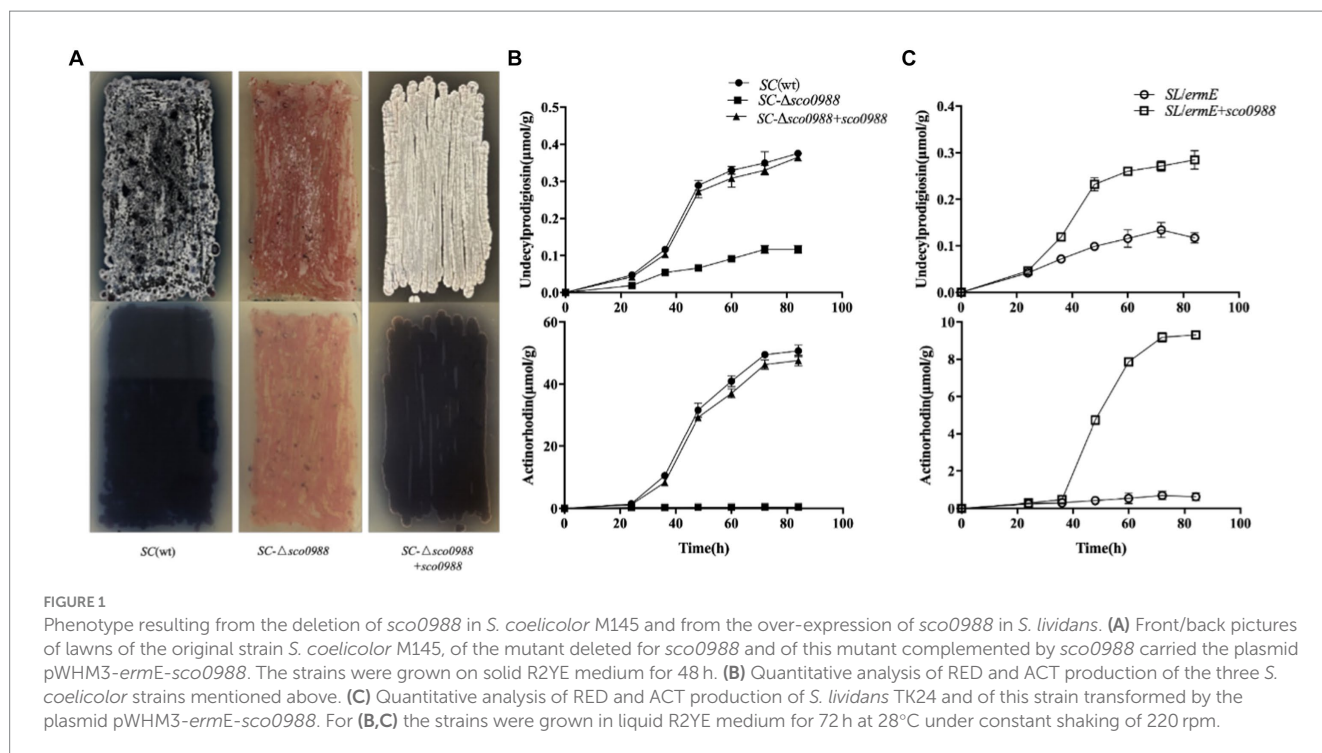 A
SC(wt)
SC-△sco0988
SC-△sco0988
+sco0988
B
SC(wt)
SC-Δsco0988
SC-Δsco0988+sco0988
Undecylprodigiosin(μmol/g)
0.5
0.4
0.3
0.2
0.1
0.0
0 20 40 60 80 100
Actinorhodin(μmol/g)
60
40
20
0
0 20 40 60 80 100
Time(h)
C
SL/ermE
SL/ermE+sco0988
Undecylprodigiosin(μmol/g)
0.4
0.3
0.2
0.1
0.0
0 20 40 60 80 100
Actinorhodin(μmol/g)
10
8
6
4
2
0
0 20 40 60 80 100
Time(h)
FIGURE 1
Phenotype resulting from the deletion of sco0988 in S. coelicolor M145 and from the over-expression of sco0988 in S. lividans. (A) Front/back pictures
of lawns of the original strain S. coelicolor M145, of the mutant deleted for sco0988 and of this mutant complemented by sco0988 carried the plasmid
pWHM3-ermE-sco0988. The strains were grown on solid R2YE medium for 48 h. (B) Quantitative analysis of RED and ACT production of the three S.
coelicolor strains mentioned above. (C) Quantitative analysis of RED and ACT production of S. lividans TK24 and of this strain transformed by the
plasmid pWHM3-ermE-sco0988. For (B,C) the strains were grown in liquid R2YE medium for 72 h at 28°C under constant shaking of 220 rpm.